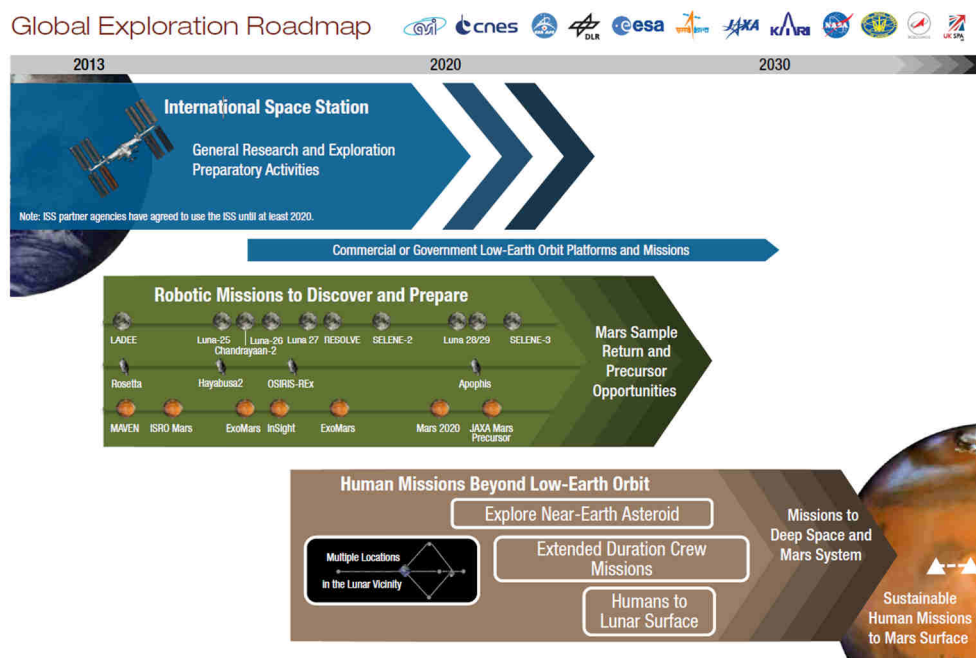 Global Exploration Roadmap
asi
cnes
DLR
esa
JAXA
KARI
NASA
UK SPA
2013
2020
2030
International Space Station
General Research and Exploration
Preparatory Activities
Note: ISS partner agencies have agreed to use the ISS until at least 2020.
Commercial or Government Low-Earth Orbit Platforms and Missions
Robotic Missions to Discover and Prepare
LADEE
Luna-25
Chandrayaan-2
Luna-26
Luna 27
RESOLVE
SELENE-2
Luna 28/29
SELENE-3
Rosetta
Hayabusa2
OSIRIS-REx
Apophis
MAVEN
ISRO Mars
ExoMars
InSight
ExoMars
Mars 2020
JAXA Mars
Precursor
Mars Sample
Return and
Precursor
Opportunities
Human Missions Beyond Low-Earth Orbit
Explore Near-Earth Asteroid
Multiple Locations
in the Lunar Vicinity
Extended Duration Crew
Missions
Humans to
Lunar Surface
Missions to
Deep Space and
Mars System
Sustainable
Human Missions
to Mars Surface